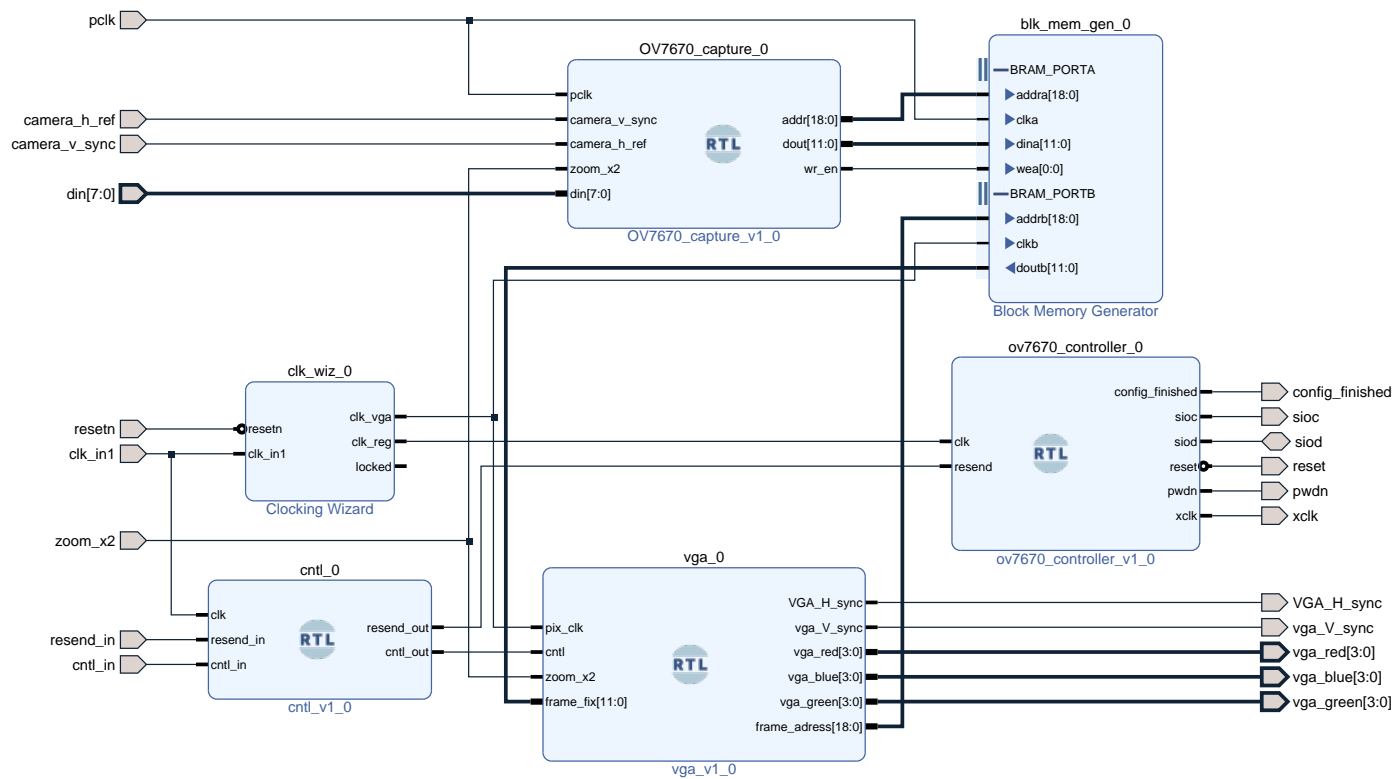 pclk
camera_h_ref
camera_v_sync
din[7:0]
OV7670_capture_0
pclk
camera_v_sync
camera_h_ref
zoom_x2
din[7:0]
RTL
addr[18:0]
dout[11:0]
wr_en
OV7670_capture_v1_0
blk_mem_gen_0
BRAM_PORTA
addra[18:0]
clka
dina[11:0]
wea[0:0]
BRAM_PORTB
addrb[18:0]
clkb
doutb[11:0]
Block Memory Generator
resetn
clk_in1
clk_wiz_0
resetn
clk_in1
clk_vga
clk_reg
locked
Clocking Wizard
ov7670_controller_0
clk
resend
RTL
config_finished
sioc
siod
reset
pwdn
xclk
ov7670_controller_v1_0
config_finished
sioc
siod
reset
pwdn
xclk
zoom_x2
resend_in
cntl_in
cntl_0
clk
resend_in
cntl_in
RTL
resend_out
cntl_out
cntl_v1_0
vga_0
pix_clk
cntl
zoom_x2
frame_fix[11:0]
RTL
VGA_H_sync
vga_V_sync
vga_red[3:0]
vga_blue[3:0]
vga_green[3:0]
frame_adress[18:0]
vga_v1_0
VGA_H_sync
vga_V_sync
vga_red[3:0]
vga_blue[3:0]
vga_green[3:0]